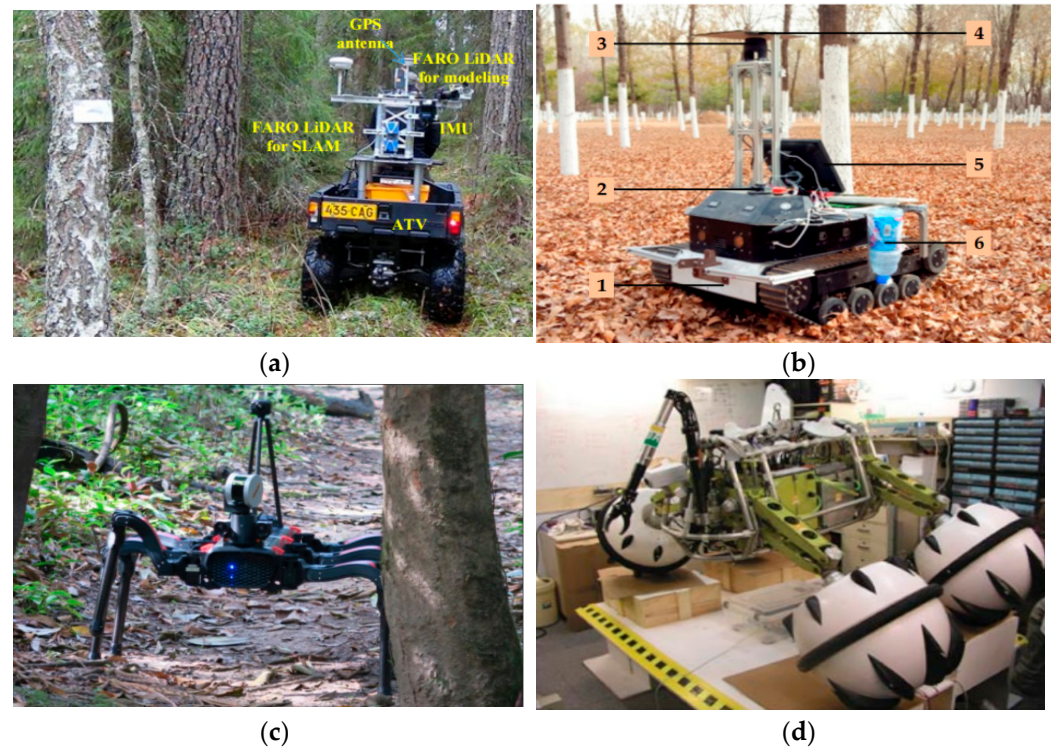 GPS
antenna
FARO LiDAR
for modeling
FARO LiDAR
for SLAM
IMU
435 CAG
ATV
(a)
3
4
2
5
1
6
(b)
(c)
(d)